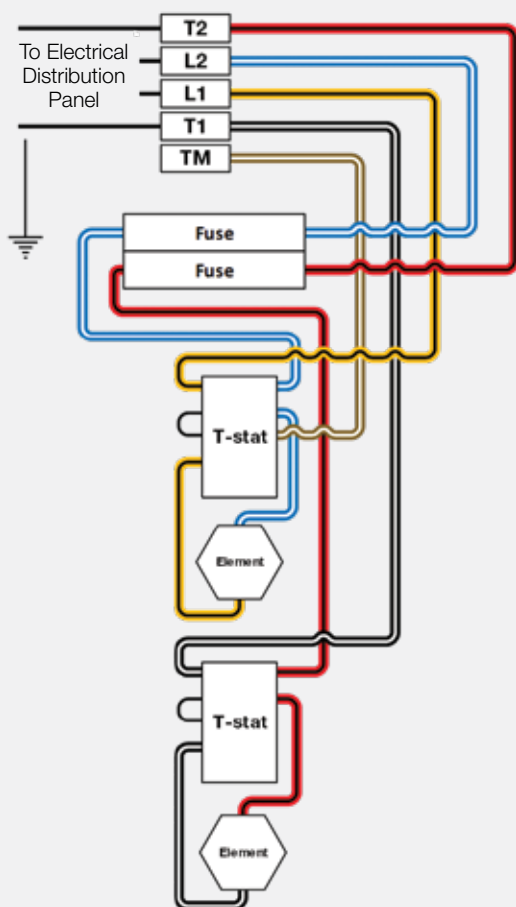 T2
To Electrical
Distribution
Panel
L2
L1
T1
TM
Fuse
Fuse
T-stat
Element
T-stat
Element